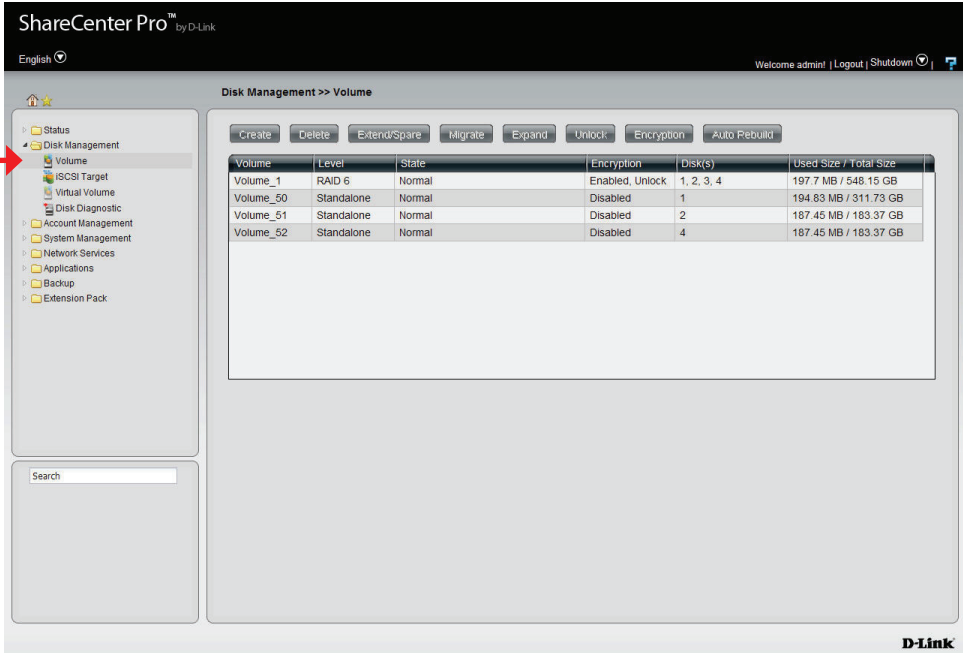 ShareCenter Pro™ by D-Link
English
Welcome admin! | Logout | Shutdown |
Disk Management >> Volume
Status
Disk Management
Volume
iSCSI Target
Virtual Volume
Disk Diagnostic
Account Management
System Management
Network Services
Applications
Backup
Extension Pack
Search
Create Delete Extend/Spare Migrate Expand Unlock Encryption Auto Rebuild
Volume Level State Encryption Disk(s) Used Size / Total Size
Volume_1 RAID 6 Normal Enabled, Unlock 1, 2, 3, 4 197.7 MB / 548.15 GB
Volume_50 Standalone Normal Disabled 1 194.83 MB / 311.73 GB
Volume_51 Standalone Normal Disabled 2 187.45 MB / 183.37 GB
Volume_52 Standalone Normal Disabled 4 187.45 MB / 183.37 GB
D-Link